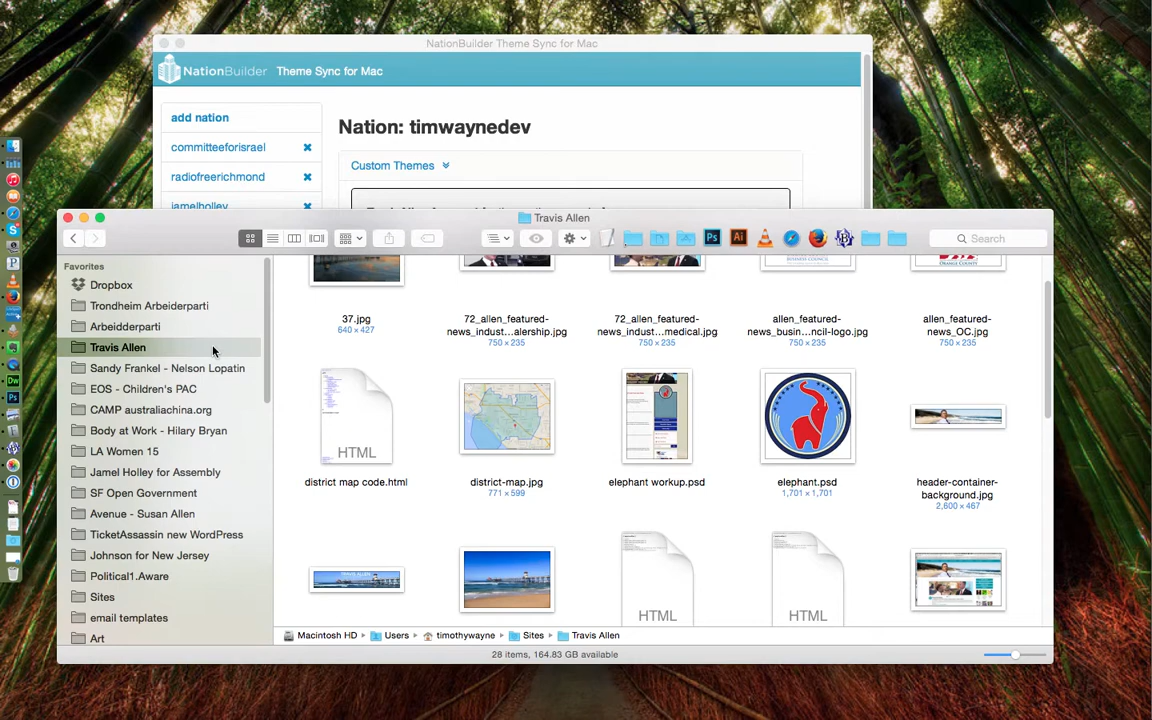 NationBuilder Theme Sync for Mac
NationBuilder Theme Sync for Mac
add nation
committeeforisrael
radiofreerichmond
jamelholley
Nation: timwaynedev
Custom Themes
Travis Allen
Search
Favorites
Dropbox
Trondheim Arbeiderparti
Arbeidderparti
Travis Allen
Sandy Frankel - Nelson Lopatin
EOS - Children's PAC
CAMP australiachina.org
Body at Work - Hilary Bryan
LA Women 15
Jamel Holley for Assembly
SF Open Government
Avenue - Susan Allen
TicketAssassin new WordPress
Johnson for New Jersey
Political1.Aware
Sites
email templates
Art
37.jpg
640 × 427
72_allen_featured-
news_indust...alership.jpg
750 × 235
72_allen_featured-
news_indust...medical.jpg
750 × 235
allen_featured-
news_busin...ncil-logo.jpg
750 × 235
allen_featured-
news_OC.jpg
750 × 235
HTML
district map code.html
district-map.jpg
771 × 599
elephant workup.psd
elephant.psd
1,701 × 1,701
header-container-
background.jpg
2,600 × 467
HTML
HTML
Macintosh HD
Users
timothywayne
Sites
Travis Allen
28 items, 164.83 GB available